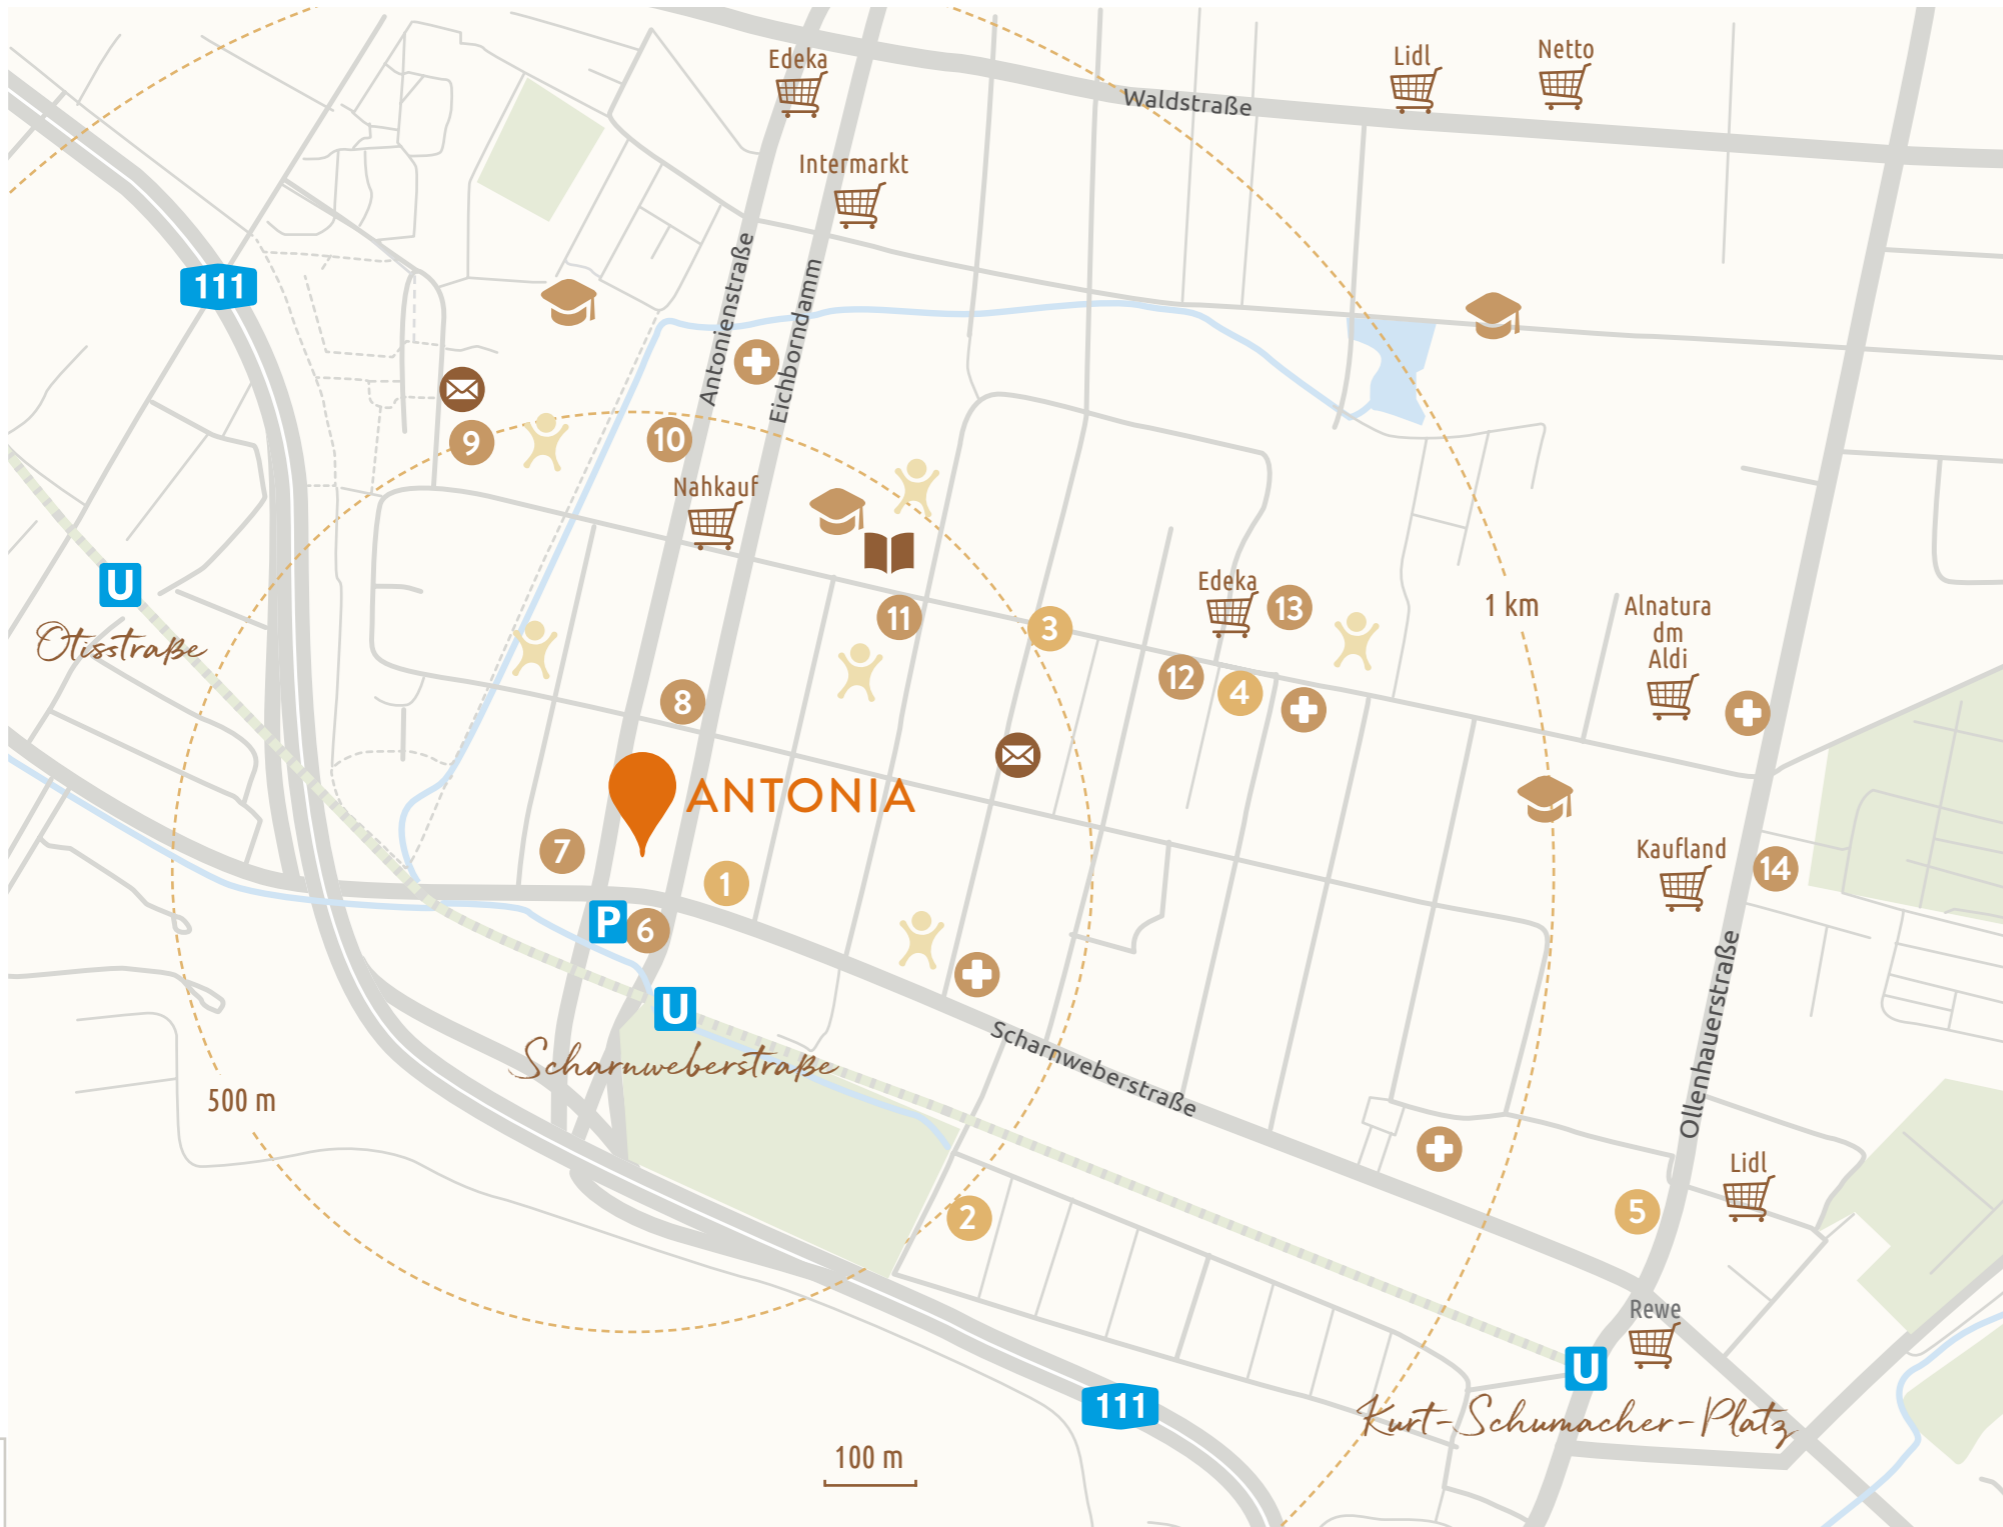 Edeka
Lidl
Netto
Waldstraße
Intermarkt
111
Antonienstraße
Eichborndamm
9
10
Nahkauf
U
Otisstraße
11
3
Edeka
13
1 km
Alnatura
dm
Aldi
12
4
8
ANTONIA
7
1
Kaufland
14
P
6
U
Scharnweberstraße
Scharnweberstraße
Ollenhauerstraße
500 m
Lidl
2
5
Rewe
U
111
Kurt-Schumacher-Platz
100 m